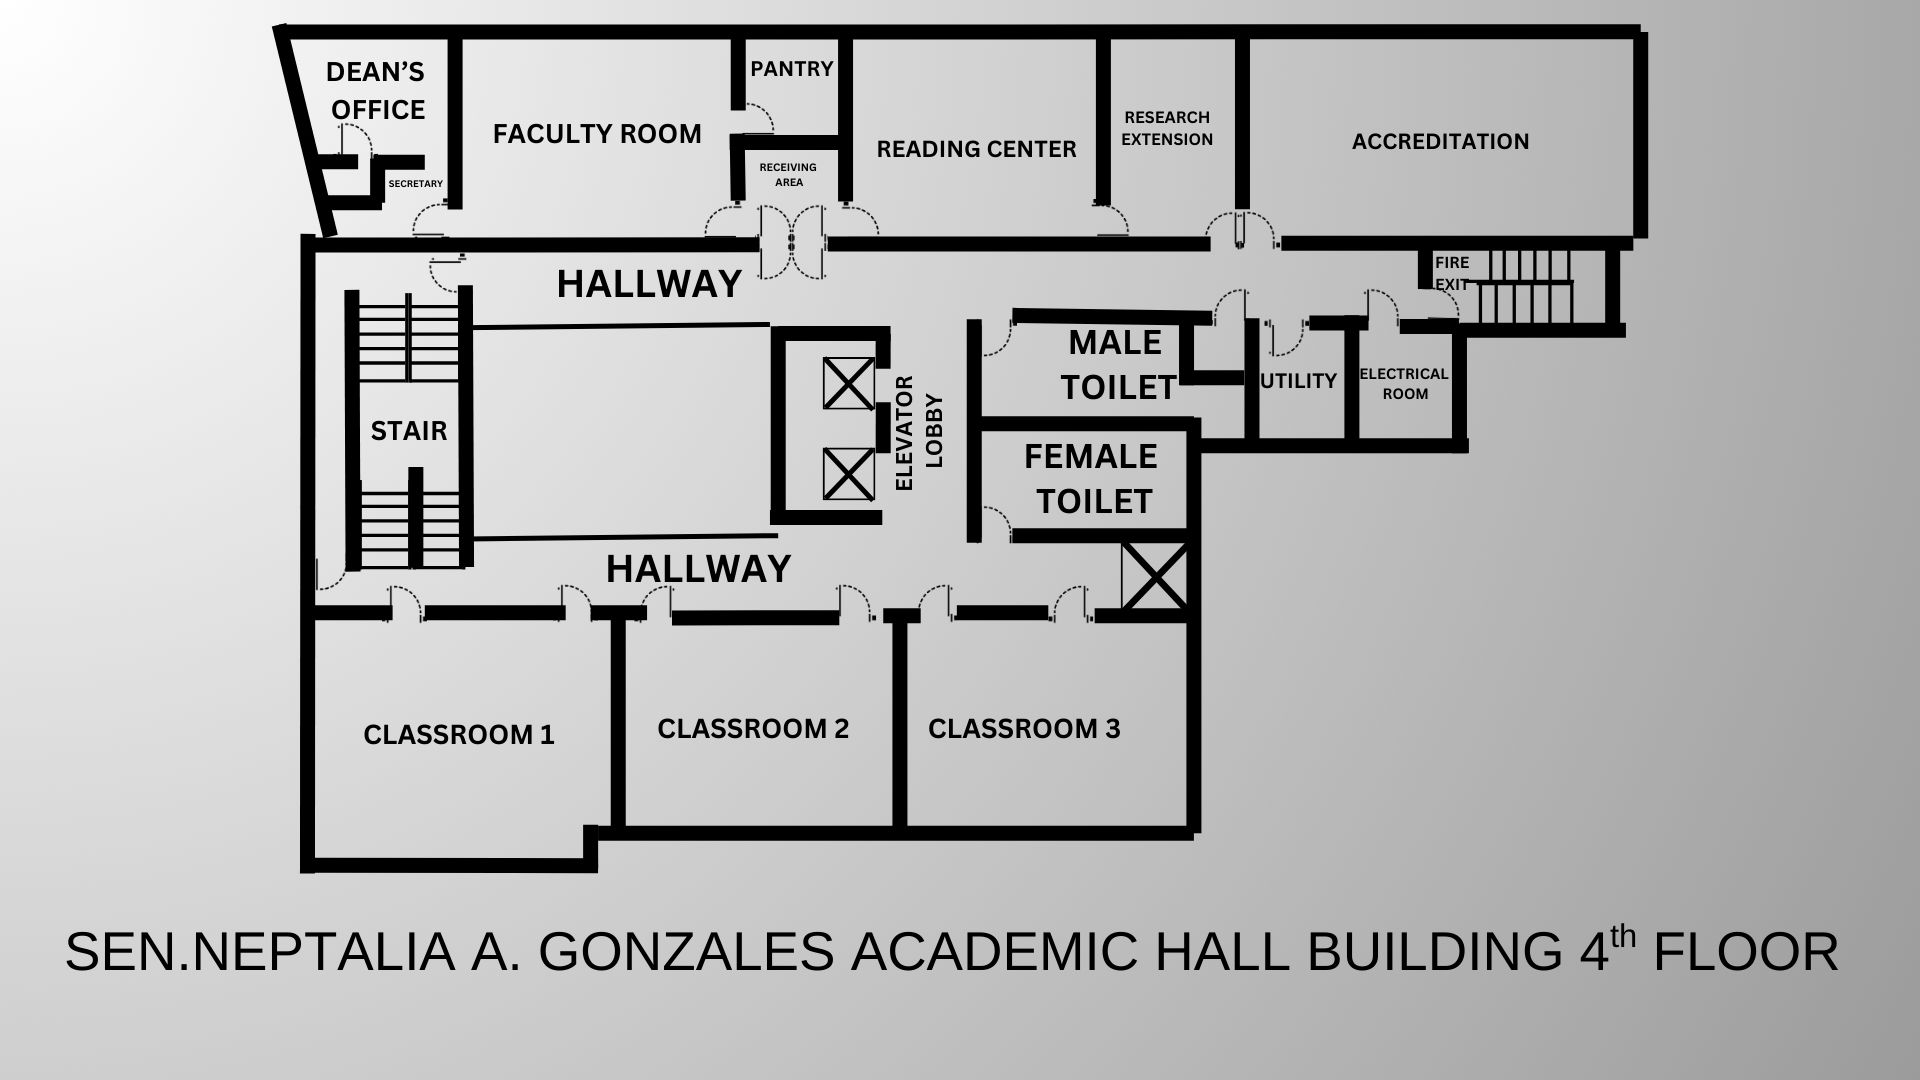 DEAN’S
OFFICE
SECRETARY
FACULTY ROOM
PANTRY
RECEIVING
AREA
READING CENTER
RESEARCH
EXTENSION
ACCREDITATION
HALLWAY
FIRE
EXIT
STAIR
ELEVATOR
LOBBY
MALE
TOILET
FEMALE
TOILET
UTILITY
ELECTRICAL
ROOM
HALLWAY
CLASSROOM 1
CLASSROOM 2
CLASSROOM 3
SEN.NEPTALIA A. GONZALES ACADEMIC HALL BUILDING 4th FLOOR